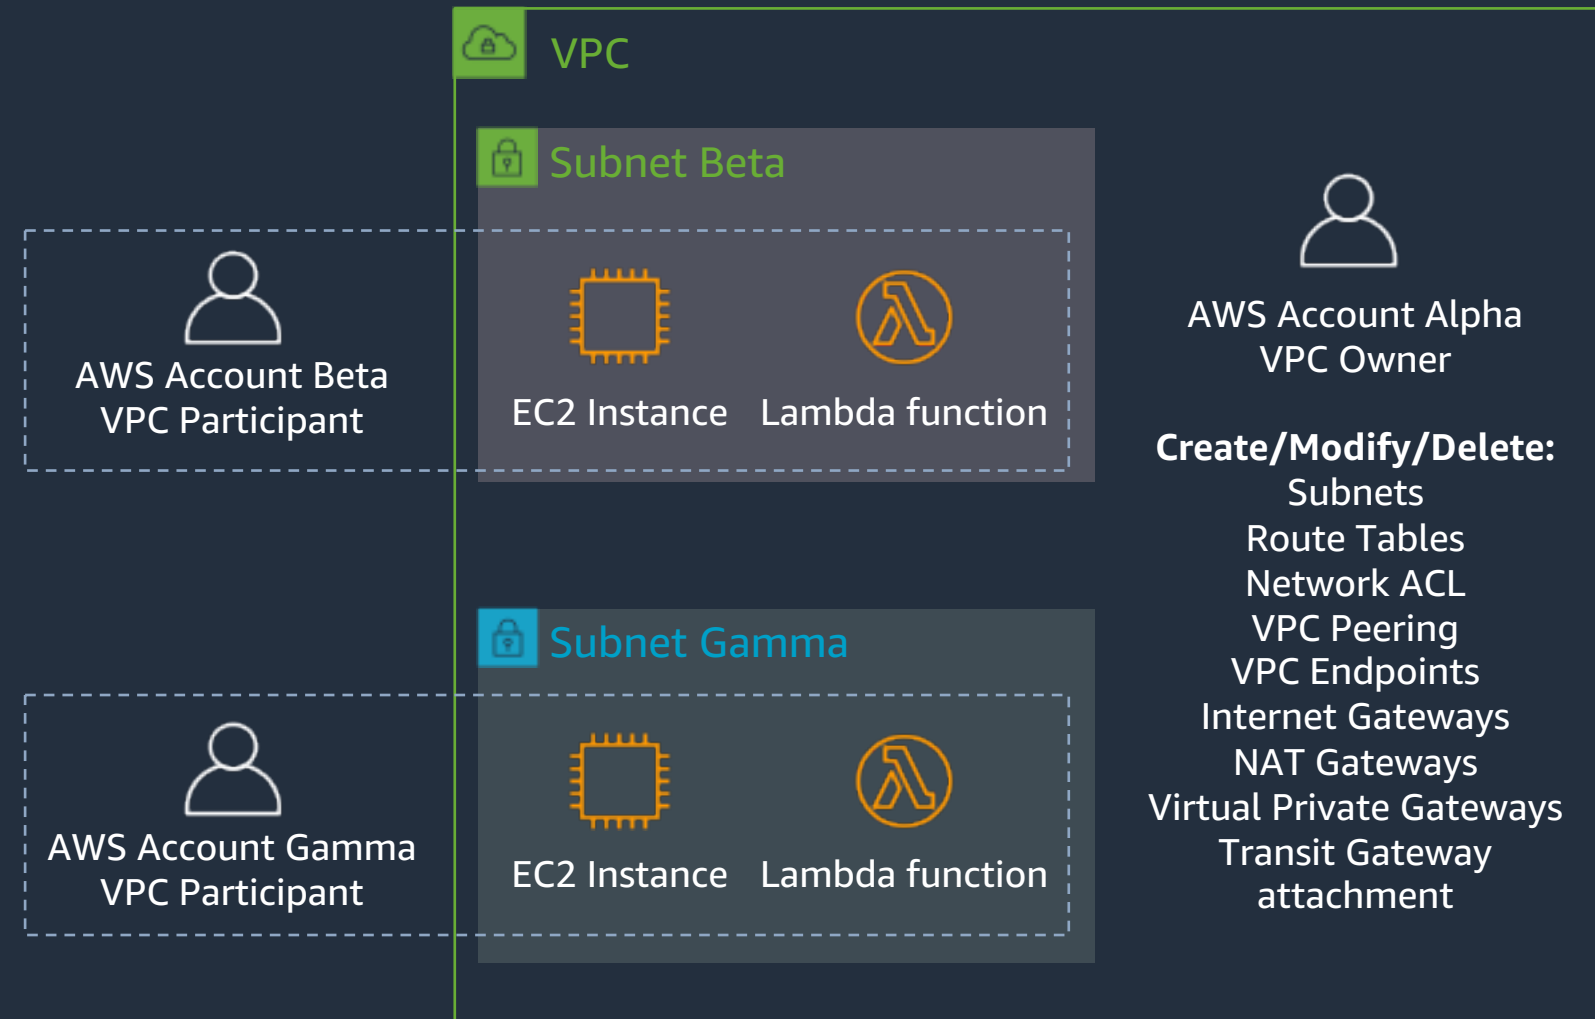 VPC
Subnet Beta
AWS Account Beta
VPC Participant
EC2 Instance
Lambda function
Subnet Gamma
AWS Account Gamma
VPC Participant
EC2 Instance
Lambda function
AWS Account Alpha
VPC Owner
Create/Modify/Delete:
Subnets
Route Tables
Network ACL
VPC Peering
VPC Endpoints
Internet Gateways
NAT Gateways
Virtual Private Gateways
Transit Gateway
attachment